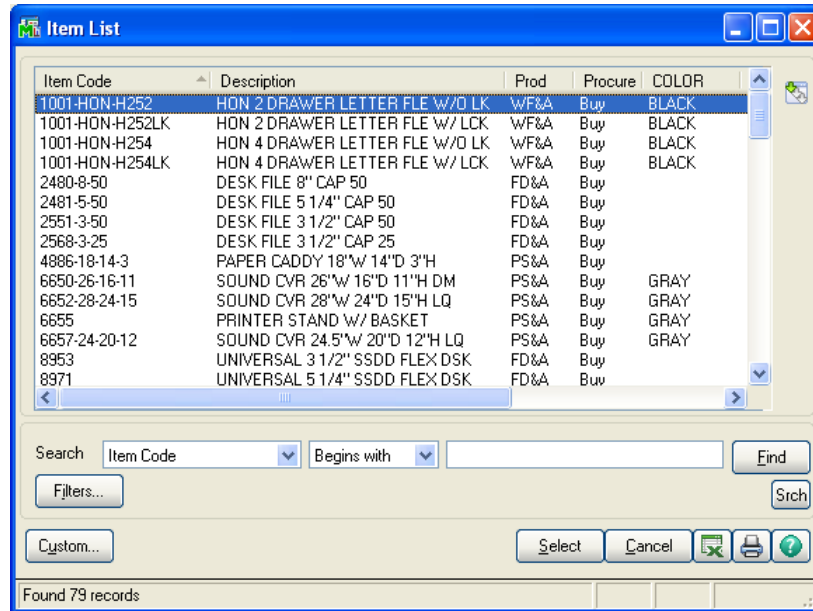 Item List
Item Code Description Prod Procure COLOR
1001-HON-H252 HON 2 DRAWER LETTER FLE W/O LK WF&A Buy BLACK
1001-HON-H252LK HON 2 DRAWER LETTER FLE W/ LCK WF&A Buy BLACK
1001-HON-H254 HON 4 DRAWER LETTER FLE W/O LK WF&A Buy BLACK
1001-HON-H254LK HON 4 DRAWER LETTER FLE W/ LCK WF&A Buy BLACK
2480-8-50 DESK FILE 8" CAP 50 FD&A Buy
2481-5-50 DESK FILE 5 1/4" CAP 50 FD&A Buy
2551-3-50 DESK FILE 3 1/2" CAP 50 FD&A Buy
2568-3-25 DESK FILE 3 1/2" CAP 25 FD&A Buy
4886-18-14-3 PAPER CADDY 18"W 14"D 3"H PS&A Buy
6650-26-16-11 SOUND CVR 26"W 16"D 11"H DM PS&A Buy GRAY
6652-28-24-15 SOUND CVR 28"W 24"D 15"H LQ PS&A Buy GRAY
6655 PRINTER STAND W/ BASKET PS&A Buy GRAY
6657-24-20-12 SOUND CVR 24.5"W 20"D 12"H LQ PS&A Buy GRAY
8953 UNIVERSAL 3 1/2" SSDD FLEX DSK FD&A Buy
8971 UNIVERSAL 5 1/4" SSDD FLEX DSK FD&A Buy
Search Item Code Begins with Find
Filters... Srch
Custom... Select Cancel
Found 79 records